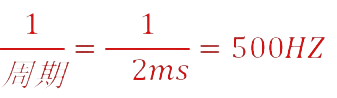 1/周期 = 1/2ms = 500HZ